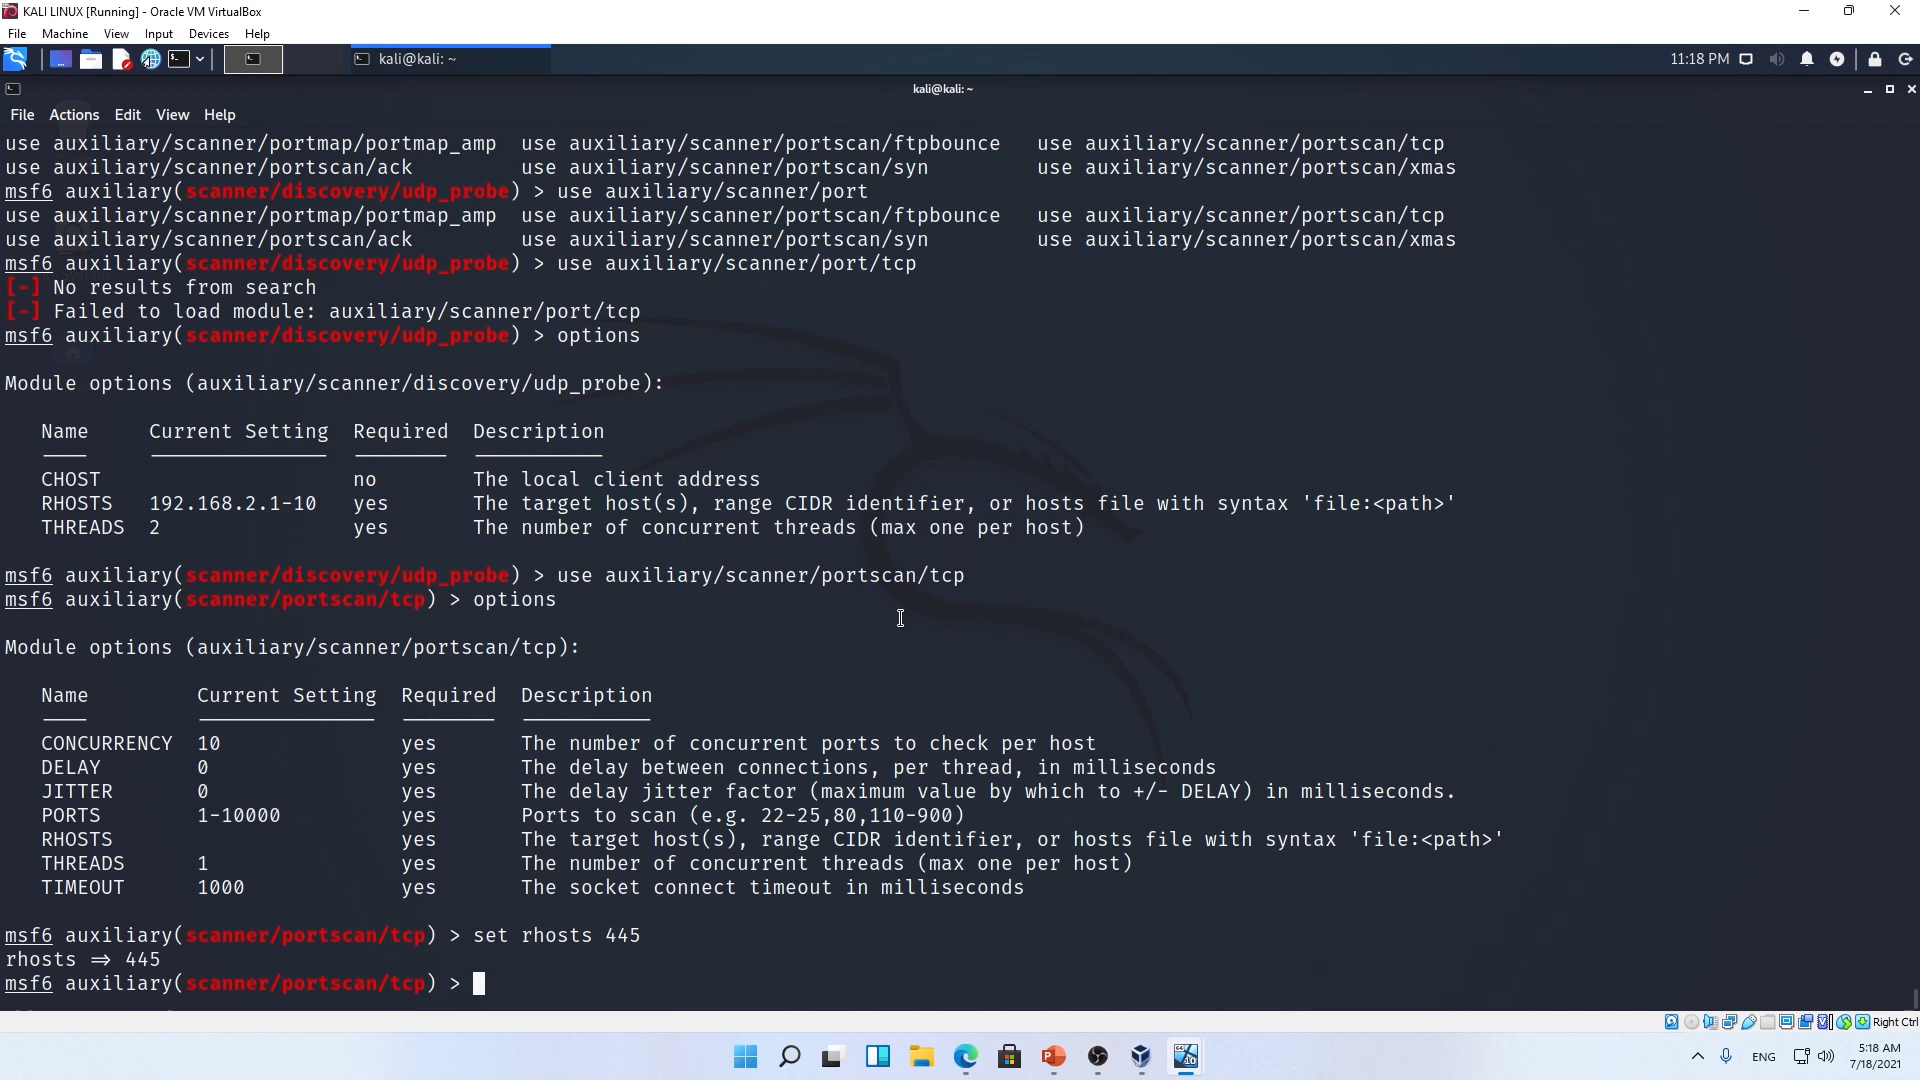 KALI LINUX [Running] - Oracle VM VirtualBox
File Machine View Input Devices Help
kali@kali: ~
11:18 PM
kali@kali: ~
File Actions Edit View Help
use auxiliary/scanner/portmap/portmap_amp use auxiliary/scanner/portscan/ftpbounce use auxiliary/scanner/portscan/tcp
use auxiliary/scanner/portscan/ack use auxiliary/scanner/portscan/syn use auxiliary/scanner/portscan/xmas
msf6 auxiliary(scanner/discovery/udp_probe) > use auxiliary/scanner/port
use auxiliary/scanner/portmap/portmap_amp use auxiliary/scanner/portscan/ftpbounce use auxiliary/scanner/portscan/tcp
use auxiliary/scanner/portscan/ack use auxiliary/scanner/portscan/syn use auxiliary/scanner/portscan/xmas
msf6 auxiliary(scanner/discovery/udp_probe) > use auxiliary/scanner/port/tcp
[-] No results from search
[-] Failed to load module: auxiliary/scanner/port/tcp
msf6 auxiliary(scanner/discovery/udp_probe) > options
Module options (auxiliary/scanner/discovery/udp_probe):
Name Current Setting Required Description
CHOST no The local client address
RHOSTS 192.168.2.1-10 yes The target host(s), range CIDR identifier, or hosts file with syntax 'file:<path>'
THREADS 2 yes The number of concurrent threads (max one per host)
msf6 auxiliary(scanner/discovery/udp_probe) > use auxiliary/scanner/portscan/tcp
msf6 auxiliary(scanner/portscan/tcp) > options
Module options (auxiliary/scanner/portscan/tcp):
Name Current Setting Required Description
CONCURRENCY 10 yes The number of concurrent ports to check per host
DELAY 0 yes The delay between connections, per thread, in milliseconds
JITTER 0 yes The delay jitter factor (maximum value by which to +/- DELAY) in milliseconds.
PORTS 1-10000 yes Ports to scan (e.g. 22-25,80,110-900)
RHOSTS yes The target host(s), range CIDR identifier, or hosts file with syntax 'file:<path>'
THREADS 1 yes The number of concurrent threads (max one per host)
TIMEOUT 1000 yes The socket connect timeout in milliseconds
msf6 auxiliary(scanner/portscan/tcp) > set rhosts 445
rhosts ⇒ 445
msf6 auxiliary(scanner/portscan/tcp) >
Right Ctrl
ENG
5:18 AM
7/18/2021